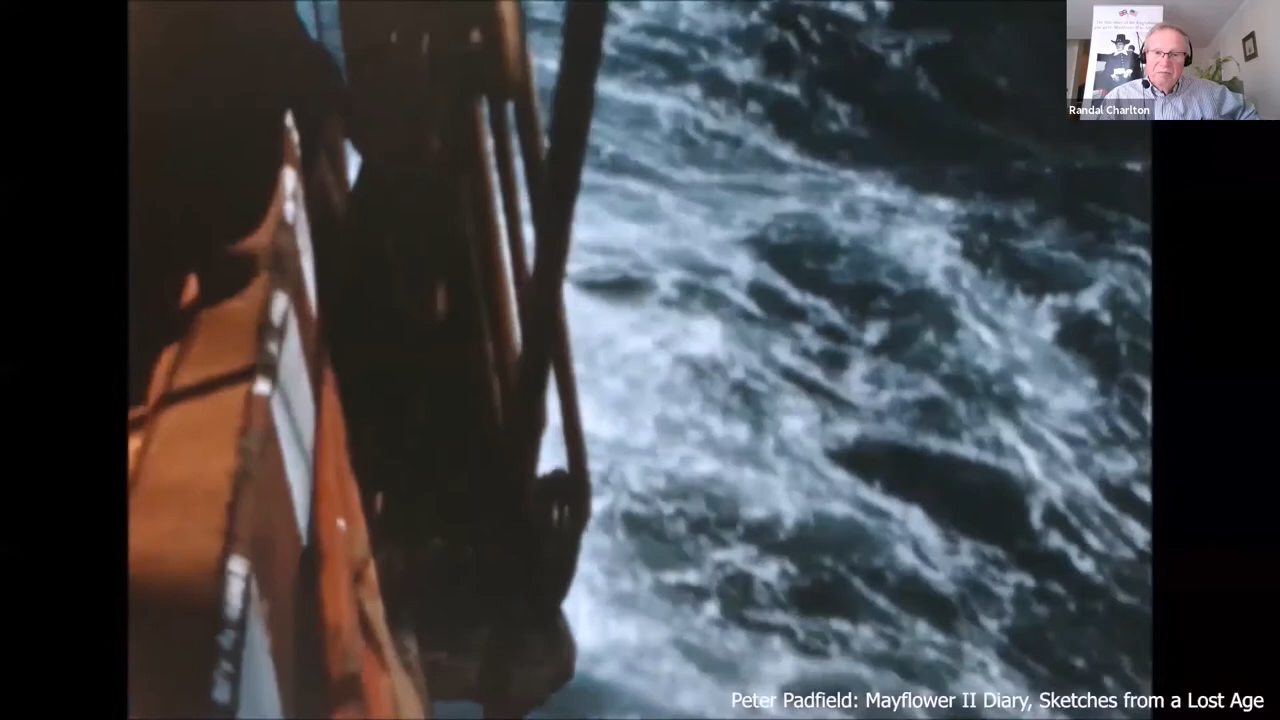 Randal Charlton
Peter Padfield: Mayflower II Diary, Sketches from a Lost Age